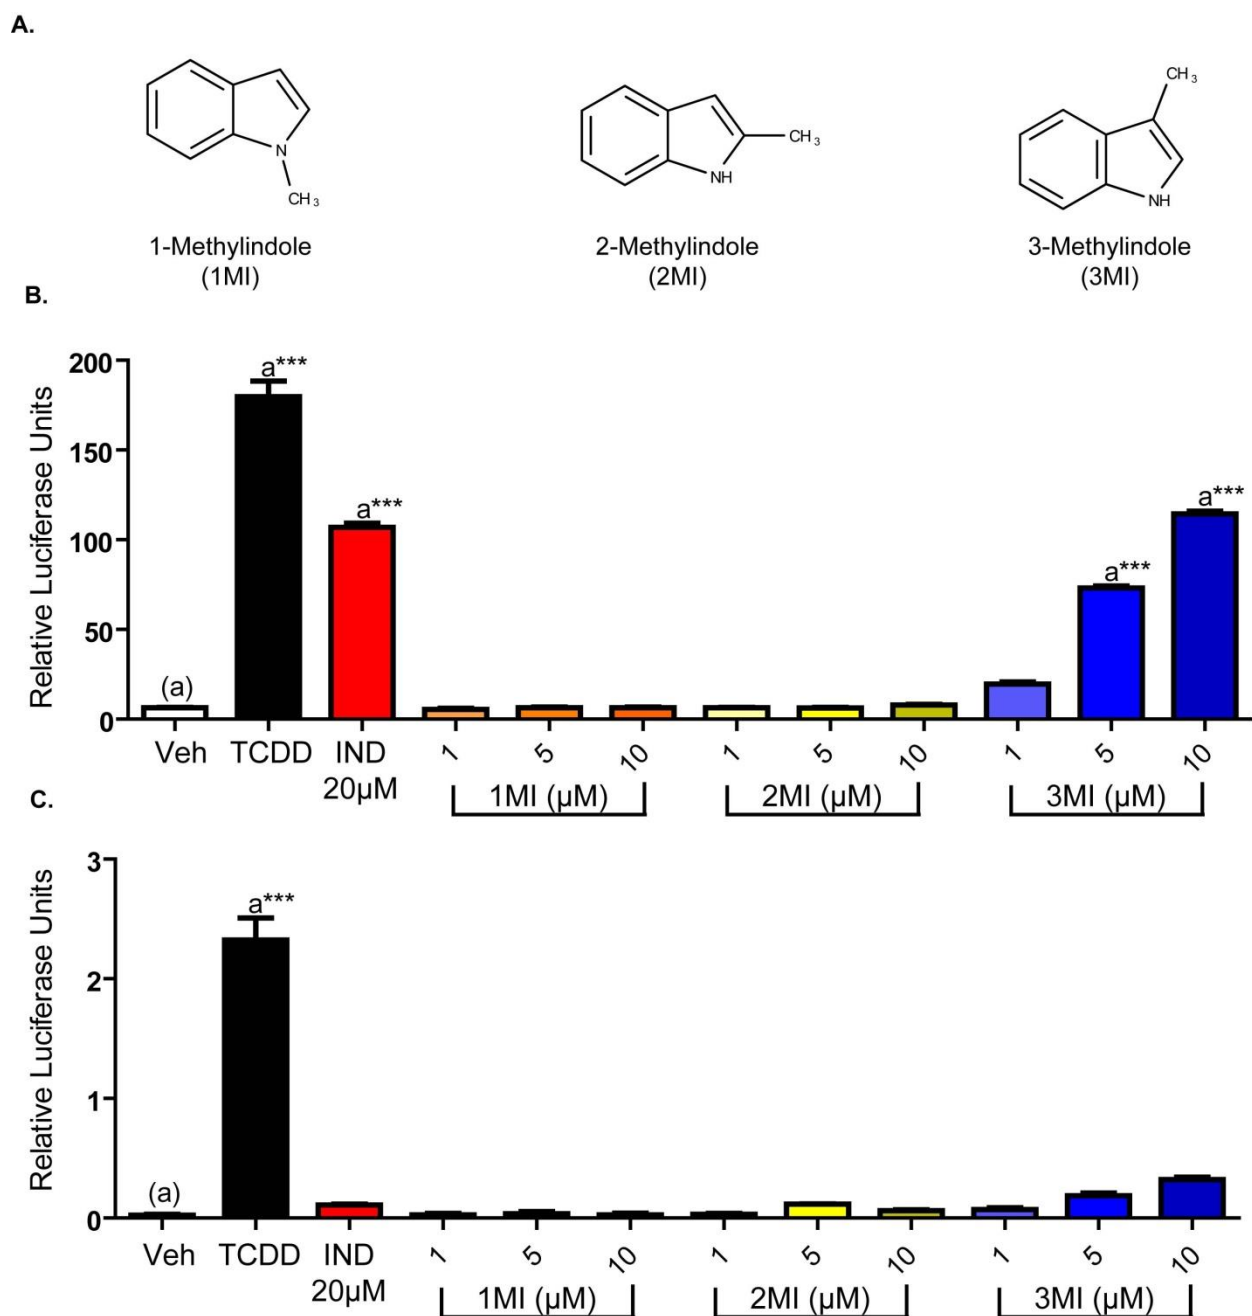 A.
CH3
N
CH3
CH3
NH
NH
1-Methylindole
(1MI)
2-Methylindole
(2MI)
3-Methylindole
(3MI)
B.
Relative Luciferase Units
200
150
100
50
0
(a)
a***
a***
a***
a***
Veh
TCDD
IND
20µM
1
5
10
1
5
10
1
5
10
1MI (µM)
2MI (µM)
3MI (µM)
C.
Relative Luciferase Units
3
2
1
0
(a)
a***
Veh
TCDD
IND
20µM
1
5
10
1
5
10
1
5
10
1MI (µM)
2MI (µM)
3MI (µM)